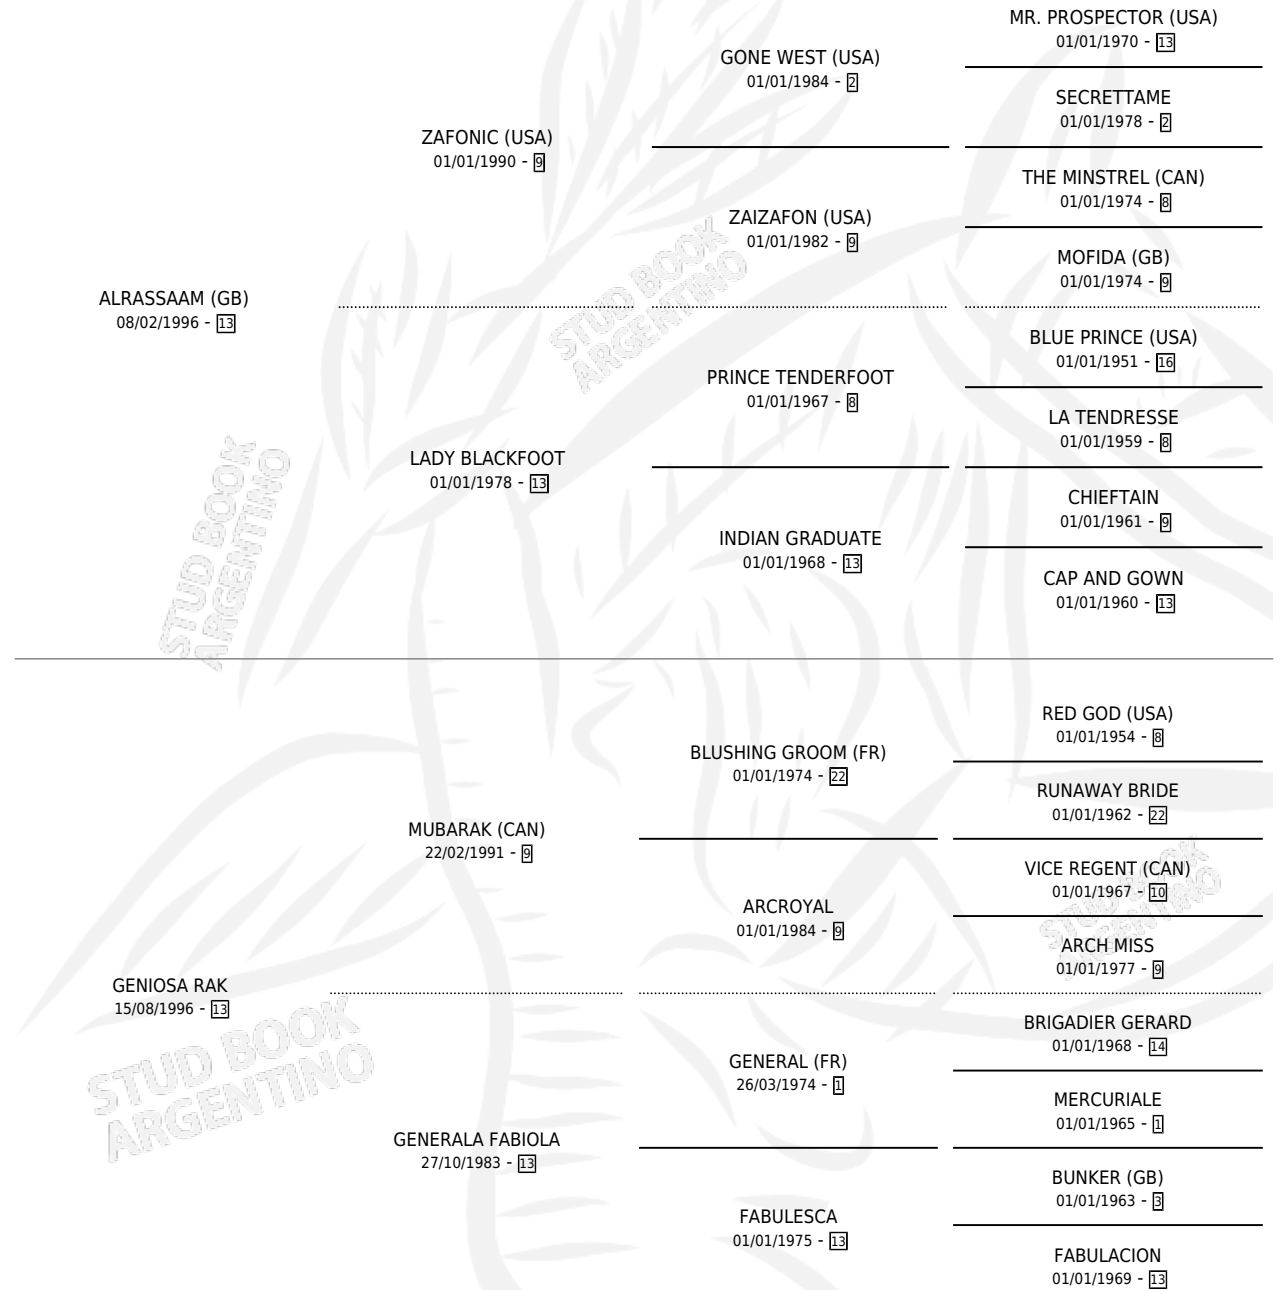 MR. PROSPECTOR (USA)
01/01/1970 - 13
GONE WEST (USA)
01/01/1984 - 2
SECRETTAME
01/01/1978 - 2
ZAFONIC (USA)
01/01/1990 - 9
THE MINSTREL (CAN)
01/01/1974 - 8
ZAIZAFON (USA)
01/01/1982 - 9
MOFIDA (GB)
01/01/1974 - 9
ALRASSAAM (GB)
08/02/1996 - 13
BLUE PRINCE (USA)
01/01/1951 - 16
PRINCE TENDERFOOT
01/01/1967 - 8
LA TENDRESSE
01/01/1959 - 8
LADY BLACKFOOT
01/01/1978 - 13
CHIEFTAIN
01/01/1961 - 9
INDIAN GRADUATE
01/01/1968 - 13
CAP AND GOWN
01/01/1960 - 13
RED GOD (USA)
01/01/1954 - 8
BLUSHING GROOM (FR)
01/01/1974 - 22
RUNAWAY BRIDE
01/01/1962 - 22
MUBARAK (CAN)
22/02/1991 - 9
VICE REGENT (CAN)
01/01/1967 - 10
ARCROYAL
01/01/1984 - 9
ARCH MISS
01/01/1977 - 9
GENIOSA RAK
15/08/1996 - 13
BRIGADIER GERARD
01/01/1968 - 14
GENERAL (FR)
26/03/1974 - 1
MERCURIALE
01/01/1965 - 1
GENERALA FABIOLA
27/10/1983 - 13
BUNKER (GB)
01/01/1963 - 3
FABULESCA
01/01/1975 - 13
FABULACION
01/01/1969 - 13
STUD BOOK
ARGENTINO
STUD BOOK
ARGENTINO
STUD BOOK
ARGENTINO
STUD BOOK
ARGENTINO